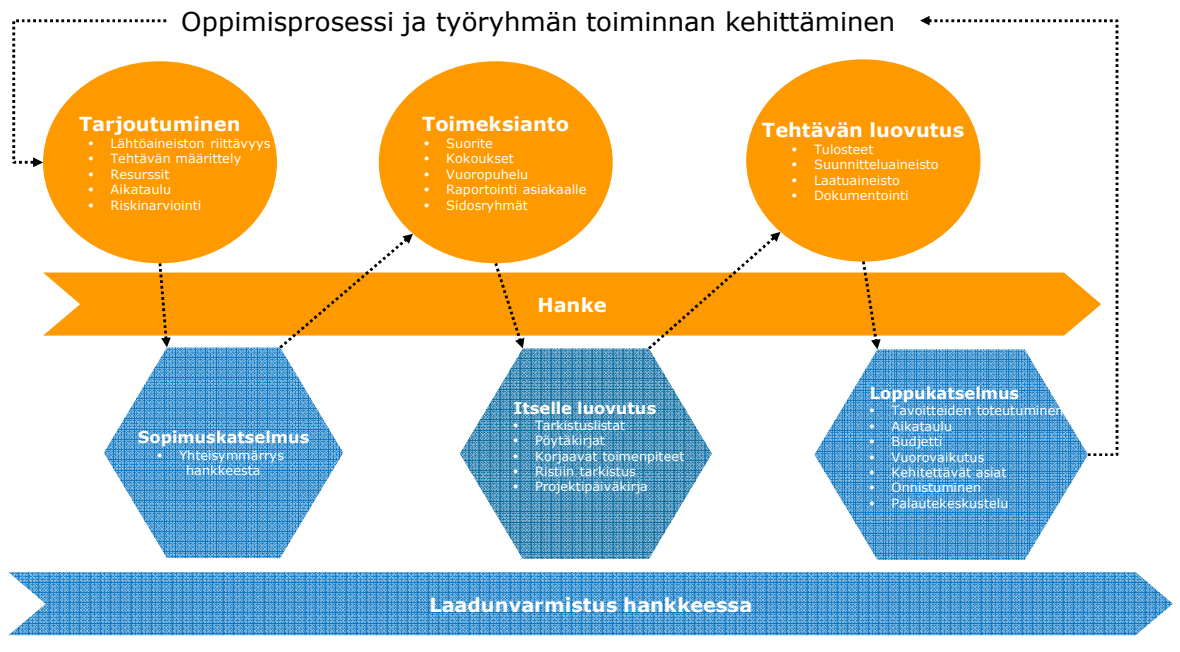 Oppimisprosessi ja työryhmän toiminnan kehittäminen
Tarjoutuminen
• Lähtöaineiston riittävyys
• Tehtävän määrittely
• Resurssit
• Aikataulu
• Riskinarviointi
Toimeksianto
• Suorite
• Kokoukset
• Vuoropuhelu
• Raportointi asiakaalle
• Sidosryhmät
Tehtävän luovutus
• Tulosteet
• Suunnitteluaineisto
• Laatuaineisto
• Dokumentointi
Hanke
Sopimuskatselmus
• Yhteisymmärrys
hankkeesta
Itselle luovutus
• Tarkistuslistat
• Pöytäkirjat
• Korjaavat toimenpiteet
• Ristiin tarkistus
• Projektipäiväkirja
Loppukatselmus
• Tavoitteiden toteutuminen
• Aikataulu
• Budjetti
• Vuorovaikutus
• Kehitettävät asiat
• Onnistuminen
• Palautekeskustelu
Laadunvarmistus hankkeessa